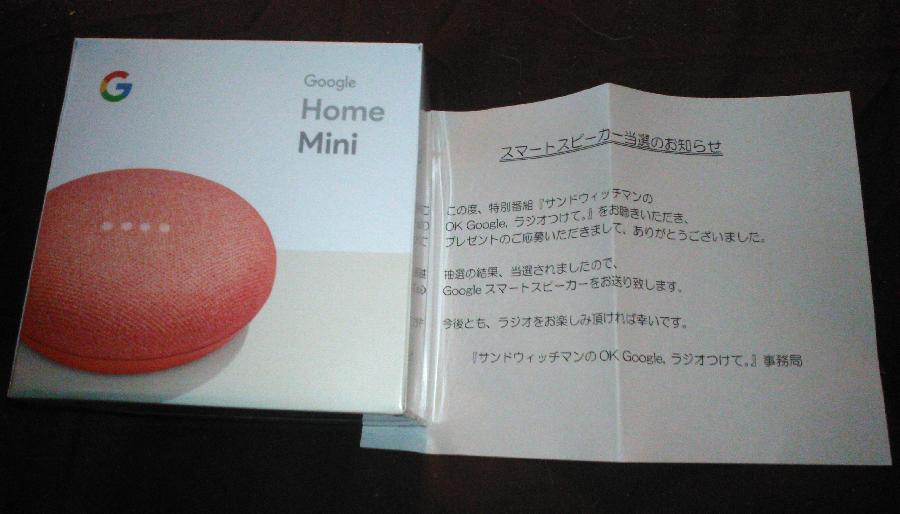 G
Google
Home
Mini
スマートスピーカー当選のお知らせ
この度、特別番組『サンドウィッチマンの
OK Google, ラジオつけて。』をお聴きいただき、
プレゼントのご応募いただきまして、ありがとうございました。
抽選の結果、当選されましたので、
Google スマートスピーカーをお送り致します。
今後とも、ラジオをお楽しみ頂ければ幸いです。
『サンドウィッチマンの OK Google, ラジオつけて。』事務局